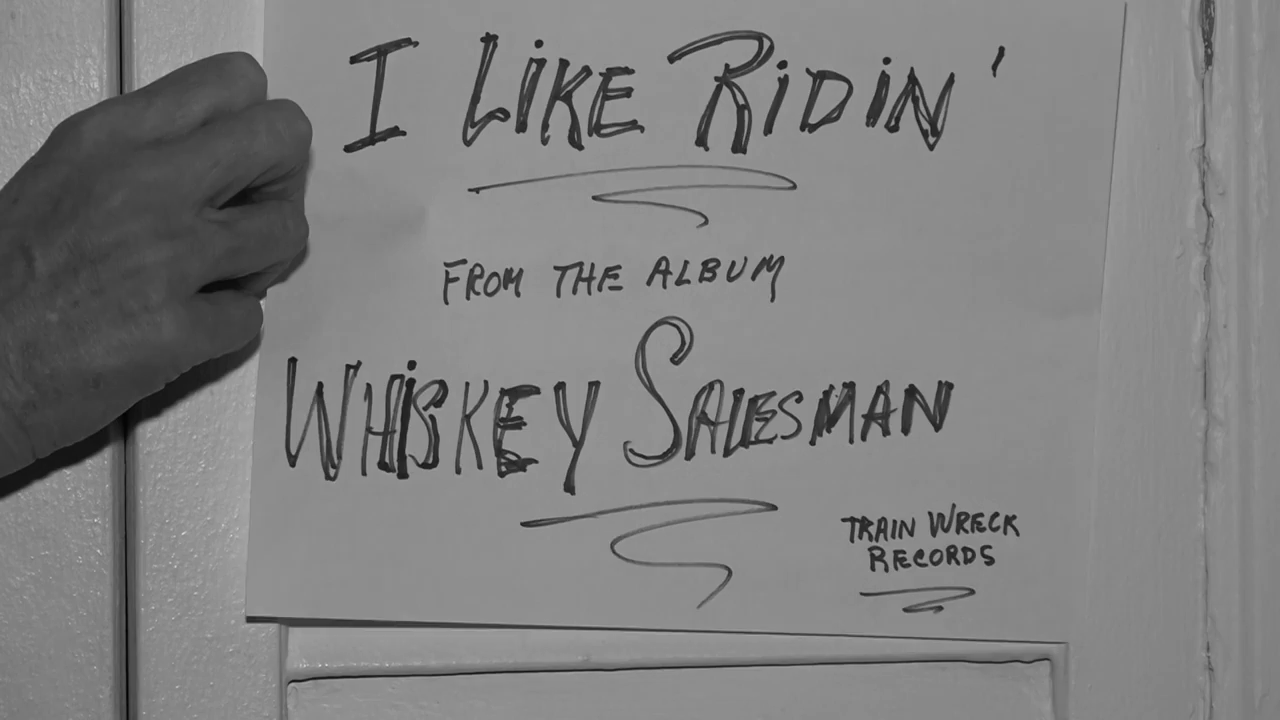 I LiKE RiDiN'
FROM THE ALBUM
WHiSKEY SALESMAN
TRAIN WRECK
RECORDS